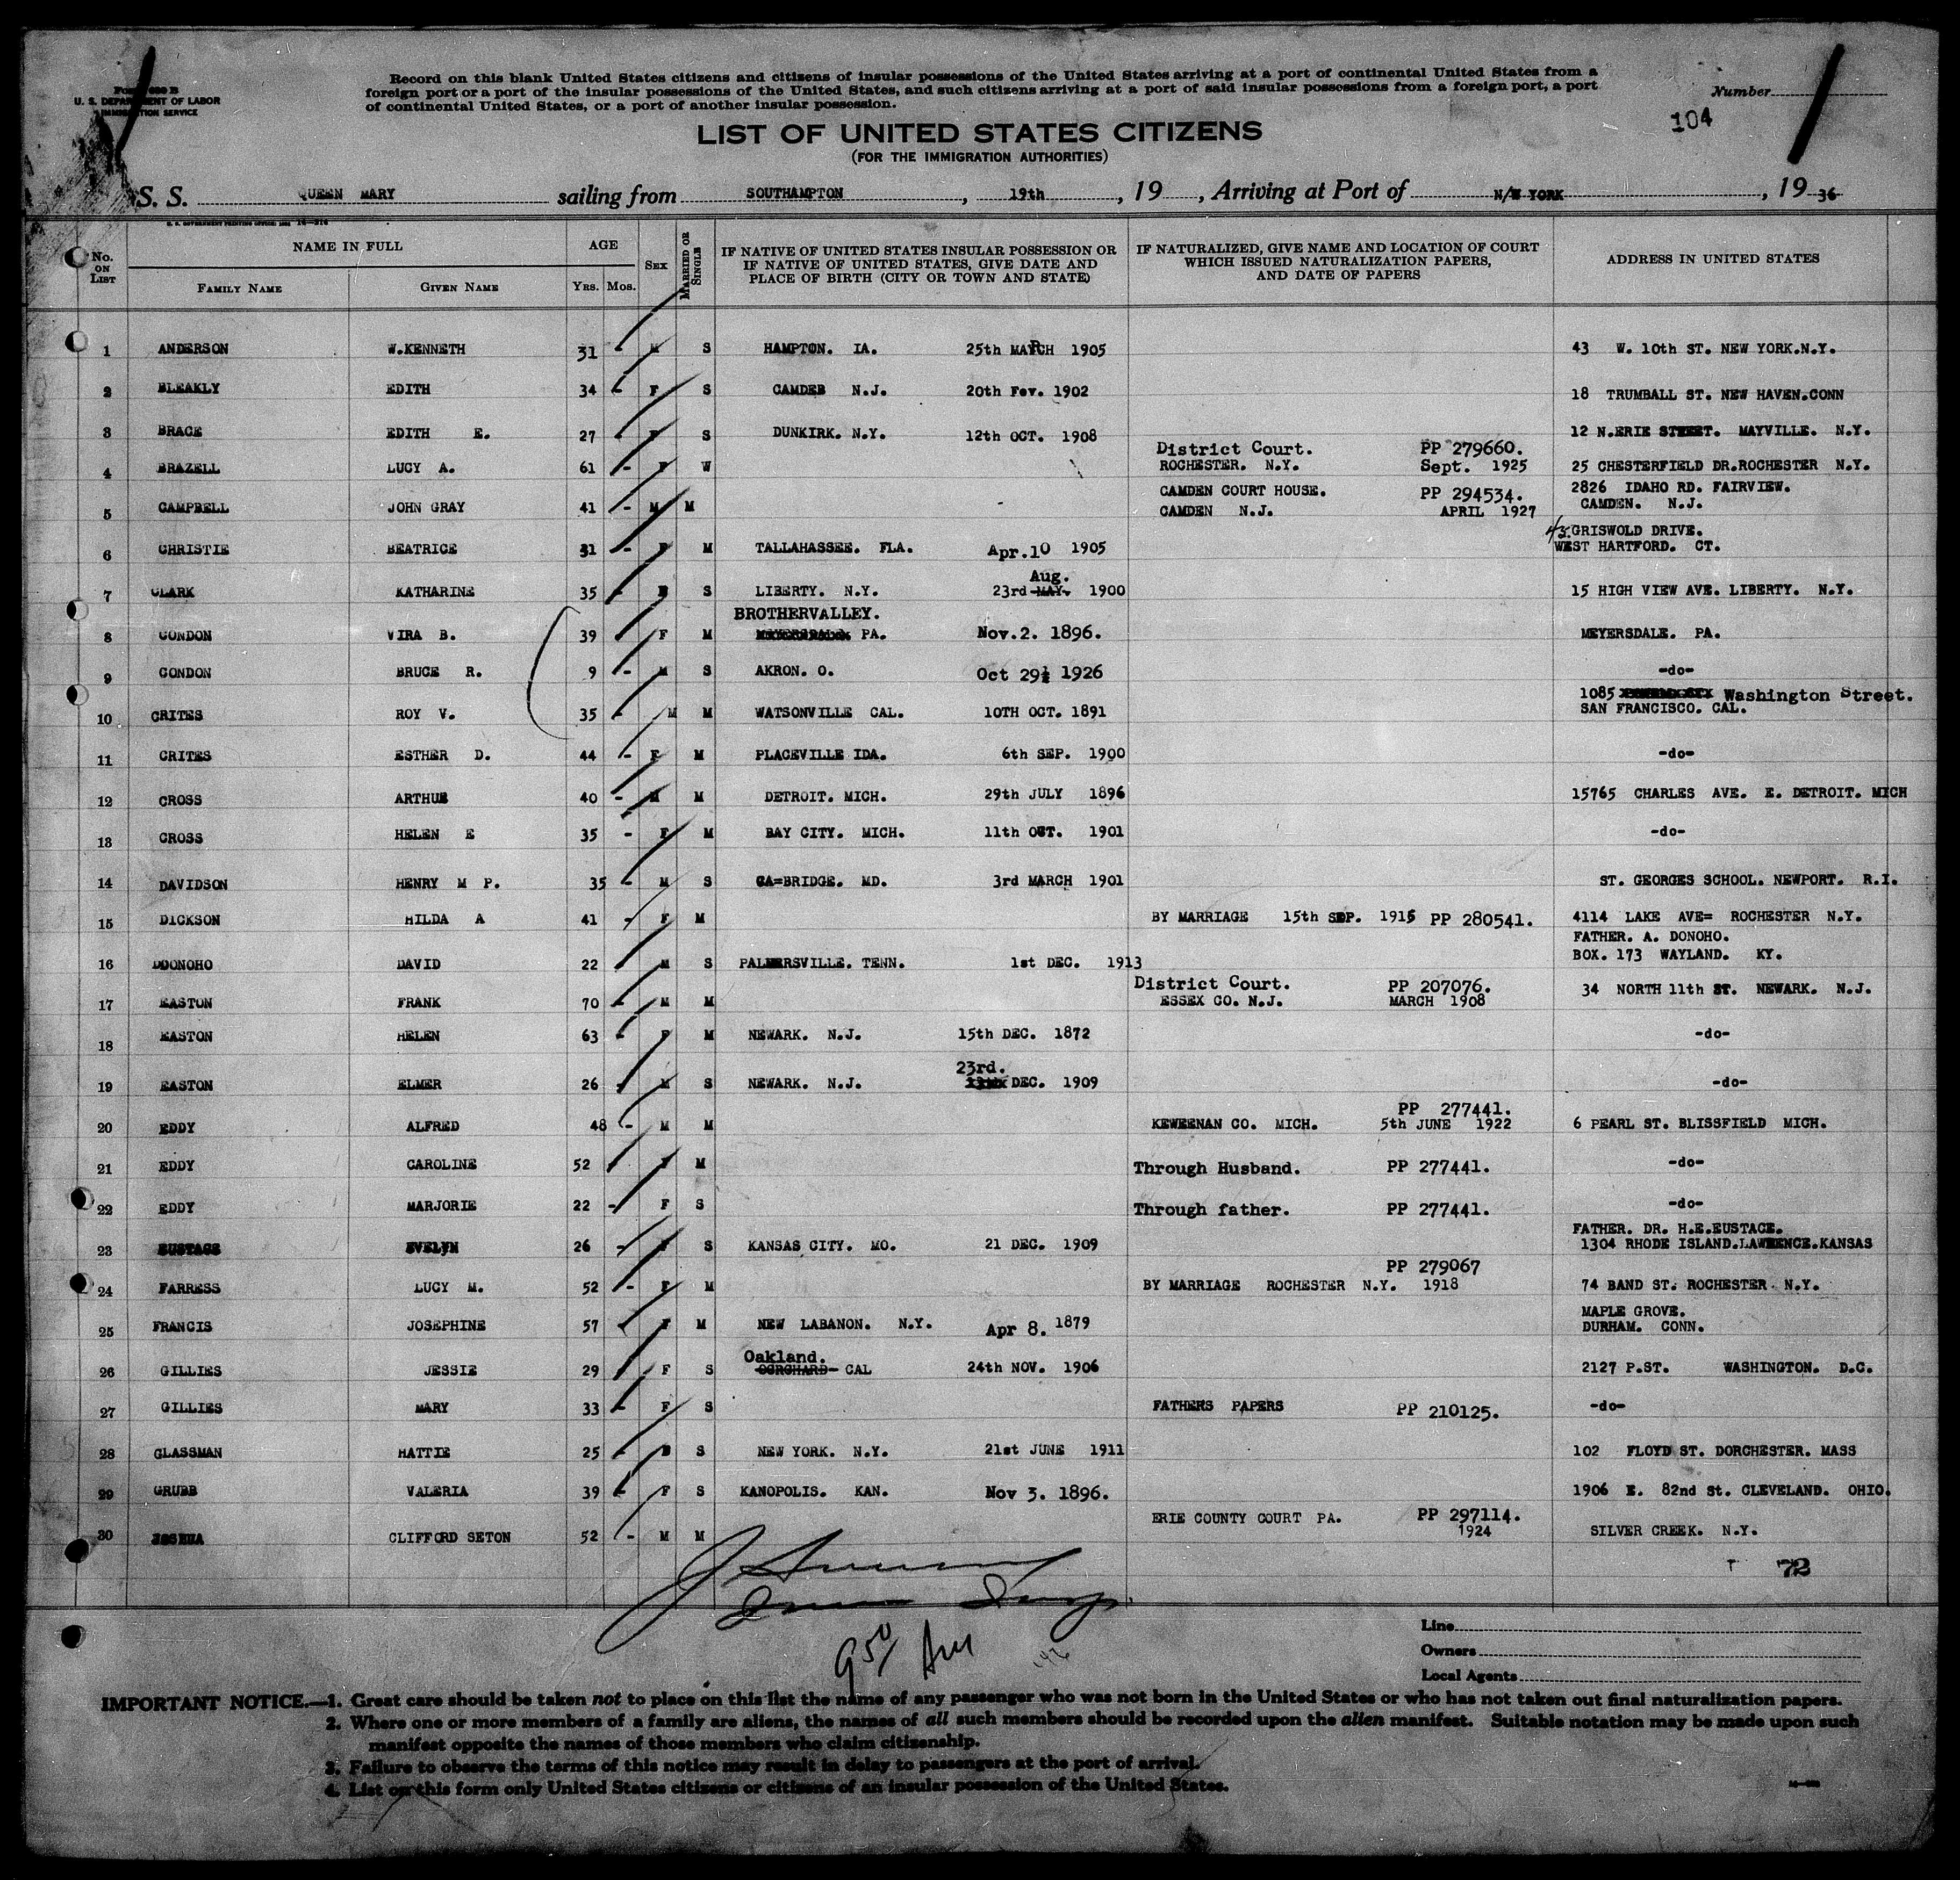 Record on this blank United States citizens and citizens of insular possessions of the United States arriving at a port of continental United States from a
foreign port or a port of the insular possessions of the United States, and such citizens arriving at a port of said insular possessions from a foreign port, a port
of continental United States, or a port of another insular possession.
U. S. DEPARTMENT OF LABOR
IMMIGRATION SERVICE
Number
104
LIST OF UNITED STATES CITIZENS
(FOR THE IMMIGRATION AUTHORITIES)
S. S. QUEEN MARY sailing from SOUTHAMPTON , 19th , 19 , Arriving at Port of N/W YORK , 19 36
No. ON LIST NAME IN FULL AGE SEX MARRIED OR SINGLE IF NATIVE OF UNITED STATES INSULAR POSSESSION OR IF NATIVE OF UNITED STATES, GIVE DATE AND PLACE OF BIRTH (CITY OR TOWN AND STATE) IF NATURALIZED, GIVE NAME AND LOCATION OF COURT WHICH ISSUED NATURALIZATION PAPERS, AND DATE OF PAPERS ADDRESS IN UNITED STATES
FAMILY NAME GIVEN NAME YRS. MOS.
1 ANDERSON W.KENNETH 31 - M S HAMPTON. IA. 25th MARCH 1905 43 W. 10th ST. NEW YORK.N.Y.
2 BLEAKLY EDITH 34 - F S CAMDEB N.J. 20th Fev. 1902 18 TRUMBALL ST. NEW HAVEN.CONN
3 BRACE EDITH E. 27 - F S DUNKIRK. N.Y. 12th OCT. 1908 12 N.ERIE STREET. MAYVILLE. N.Y.
District Court. PP 279660.
4 BRAZELL LUCY A. 61 - F W ROCHESTER. N.Y. Sept. 1925 25 CHESTERFIELD DR.ROCHESTER N.Y.
CAMDEN COURT HOUSE. PP 294534. 2826 IDAHO RD. FAIRVIEW.
5 CAMPBELL JOHN GRAY 41 - M M CAMDEN N.J. APRIL 1927 CAMDEN. N.J.
43 GRISWOLD DRIVE.
6 CHRISTIE BEATRICE 31 - F M TALLAHASSEE. FLA. Apr.10 1905 WEST HARTFORD. CT.
Aug.
7 CLARK KATHARINE 35 - S LIBERTY. N.Y. 23rd MAY. 1900 15 HIGH VIEW AVE. LIBERTY. N.Y.
BROTHERVALLEY.
8 CONDON VIRA B. 39 - F M PA. Nov.2. 1896. MEYERSDALE. PA.
9 CONDON BRUCE R. 9 - M S AKRON. O. Oct 29½ 1926 -do-
1085 Washington Street.
10 CRITES ROY V. 35 - M M WATSONVILLE CAL. 10TH OCT. 1891 SAN FRANCISCO. CAL.
11 CRITES ESTHER D. 44 - F M PLACEVILLE IDA. 6th SEP. 1900 -do-
12 CROSS ARTHUR 40 - M M DETROIT. MICH. 29th JULY 1896 15765 CHARLES AVE. E. DETROIT. MICH
13 CROSS HELEN E 35 - F M BAY CITY. MICH. 11th OCT. 1901 -do-
14 DAVIDSON HENRY M P. 35 - M S CA=BRIDGE. MD. 3rd MARCH 1901 ST. GEORGES SCHOOL. NEWPORT. R.I.
15 DICKSON HILDA A 41 - F M BY MARRIAGE 15th SEP. 1915 PP 280541. 4114 LAKE AVE= ROCHESTER N.Y.
FATHER. A. DONOHO.
16 DDONOHO DAVID 22 - M S PALMERSVILLE. TENN. 1st DEC. 1913 BOX. 173 WAYLAND. KY.
District Court. PP 207076.
17 EASTON FRANK 70 - M M ESSEX CO. N.J. MARCH 1908 34 NORTH 11th ST. NEWARK. N.J.
18 EASTON HELEN 63 - F M NEWARK. N.J. 15th DEC. 1872 -do-
23rd.
19 EASTON ELMER 26 - M S NEWARK. N.J. DEC. 1909 -do-
PP 277441.
20 EDDY ALFRED 48 - M M KEWEENAN CO. MICH. 5th JUNE 1922 6 PEARL ST. BLISSFIELD MICH.
21 EDDY CAROLINE 52 F M Through Husband. PP 277441. -do-
22 EDDY MARJORIE 22 - F S Through father. PP 277441. -do-
FATHER. DR. H.E.EUSTACE.
23 EUSTACE EVELYN 26 - F S KANSAS CITY. MO. 21 DEC. 1909 1304 RHODE ISLAND.LAWRENCE.KANSAS
PP 279067
24 FARRESS LUCY M. 52 - F M BY MARRIAGE ROCHESTER N.Y. 1918 74 BAND ST. ROCHESTER N.Y.
MAPLE GROVE.
25 FRANCIS JOSEPHINE 57 - F M NEW LABANON. N.Y. Apr 8. 1879 DURHAM. CONN.
Oakland.
26 GILLIES JESSIE 29 - F S OORCHARD CAL 24th NOV. 1906 2127 P.ST. WASHINGTON. D.C.
27 GILLIES MARY 33 - F S FATHERS PAPERS PP 210125. -do-
28 GLASSMAN HATTIE 25 - S NEW YORK. N.Y. 21st JUNE 1911 102 FLOYD ST. DORCHESTER. MASS
29 GRUBB VALERIA 39 - F S KANOPOLIS. KAN. Nov 3. 1896. 1906 E. 82nd St. CLEVELAND. OHIO.
ERIE COUNTY COURT PA. PP 297114.
30 JOSHUA CLIFFORD SETON 52 - M M 1924 SILVER CREEK. N.Y.
72
Line
Owners
Local Agents
IMPORTANT NOTICE.—1. Great care should be taken not to place on this list the name of any passenger who was not born in the United States or who has not taken out final naturalization papers.
2. Where one or more members of a family are aliens, the names of all such members should be recorded upon the alien manifest. Suitable notation may be made upon such
manifest opposite the names of those members who claim citizenship.
3. Failure to observe the terms of this notice may result in delay to passengers at the port of arrival.
4. List on this form only United States citizens or citizens of an insular possession of the United States.